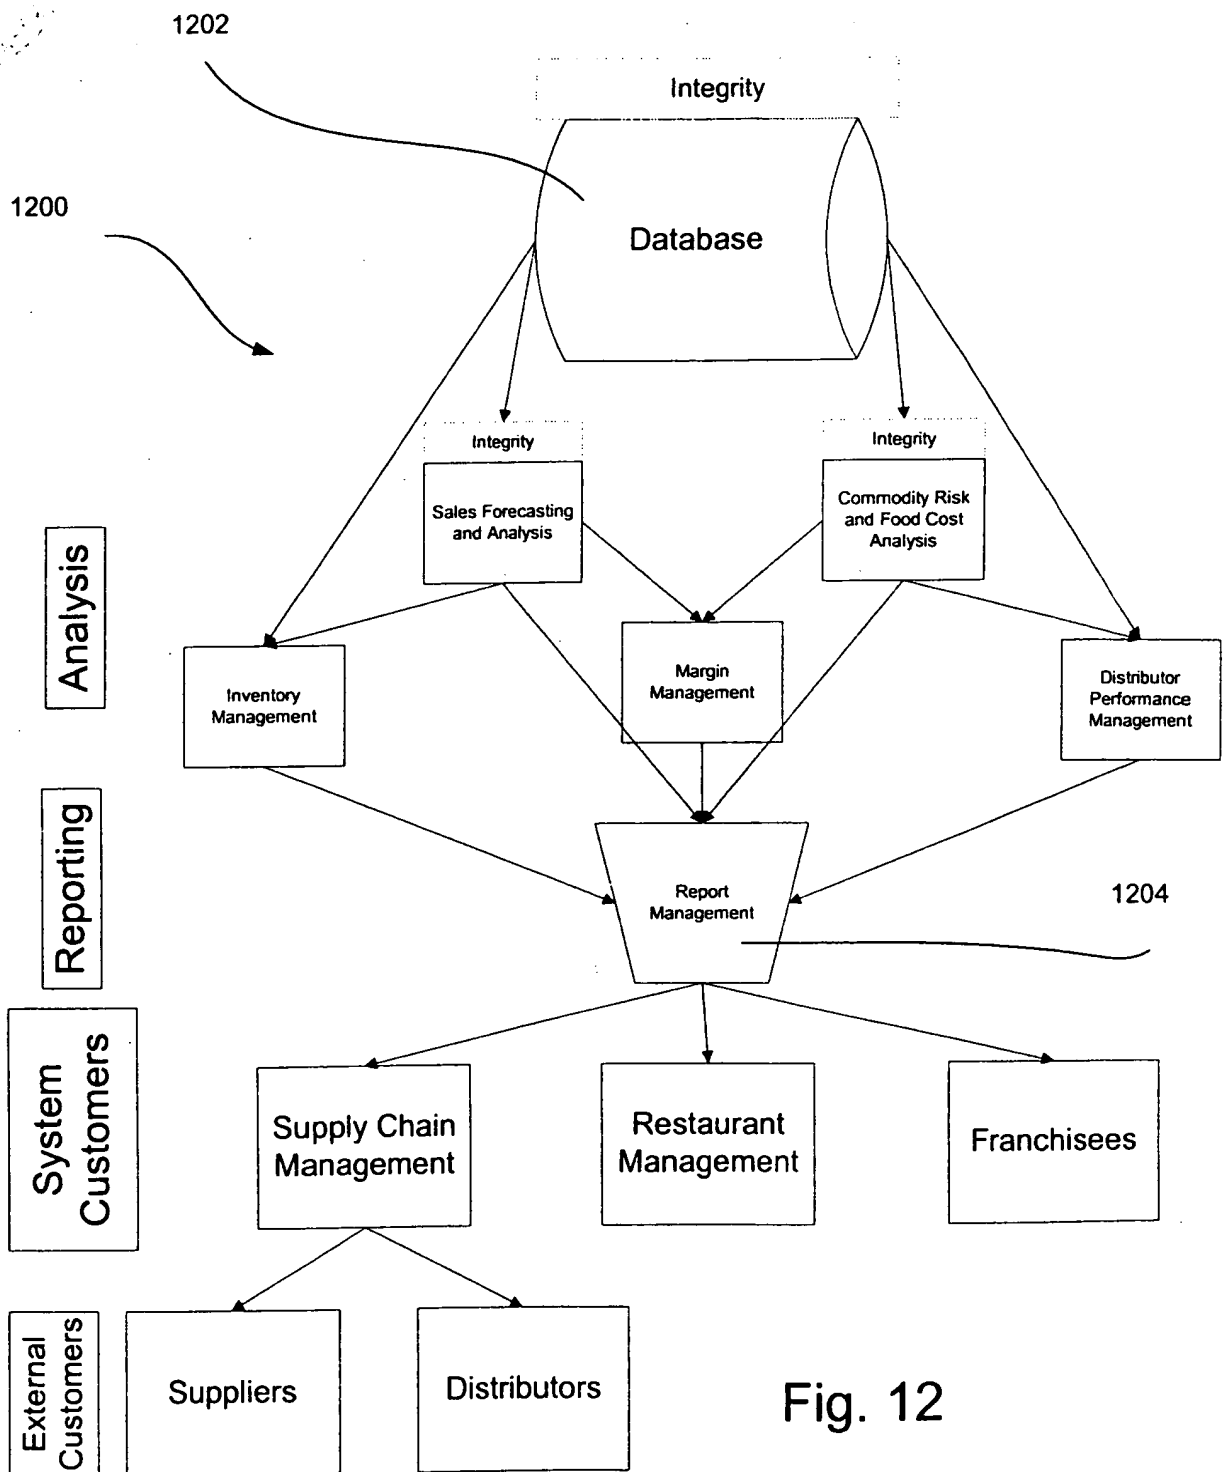 1202
Integrity
1200
Database
Integrity
Integrity
Sales Forecasting
and Analysis
Commodity Risk
and Food Cost
Analysis
Analysis
Inventory
Management
Margin
Management
Distributor
Performance
Management
Reporting
Report
Management
1204
System
Customers
Supply Chain
Management
Restaurant
Management
Franchisees
External
Customers
Suppliers
Distributors
Fig. 12